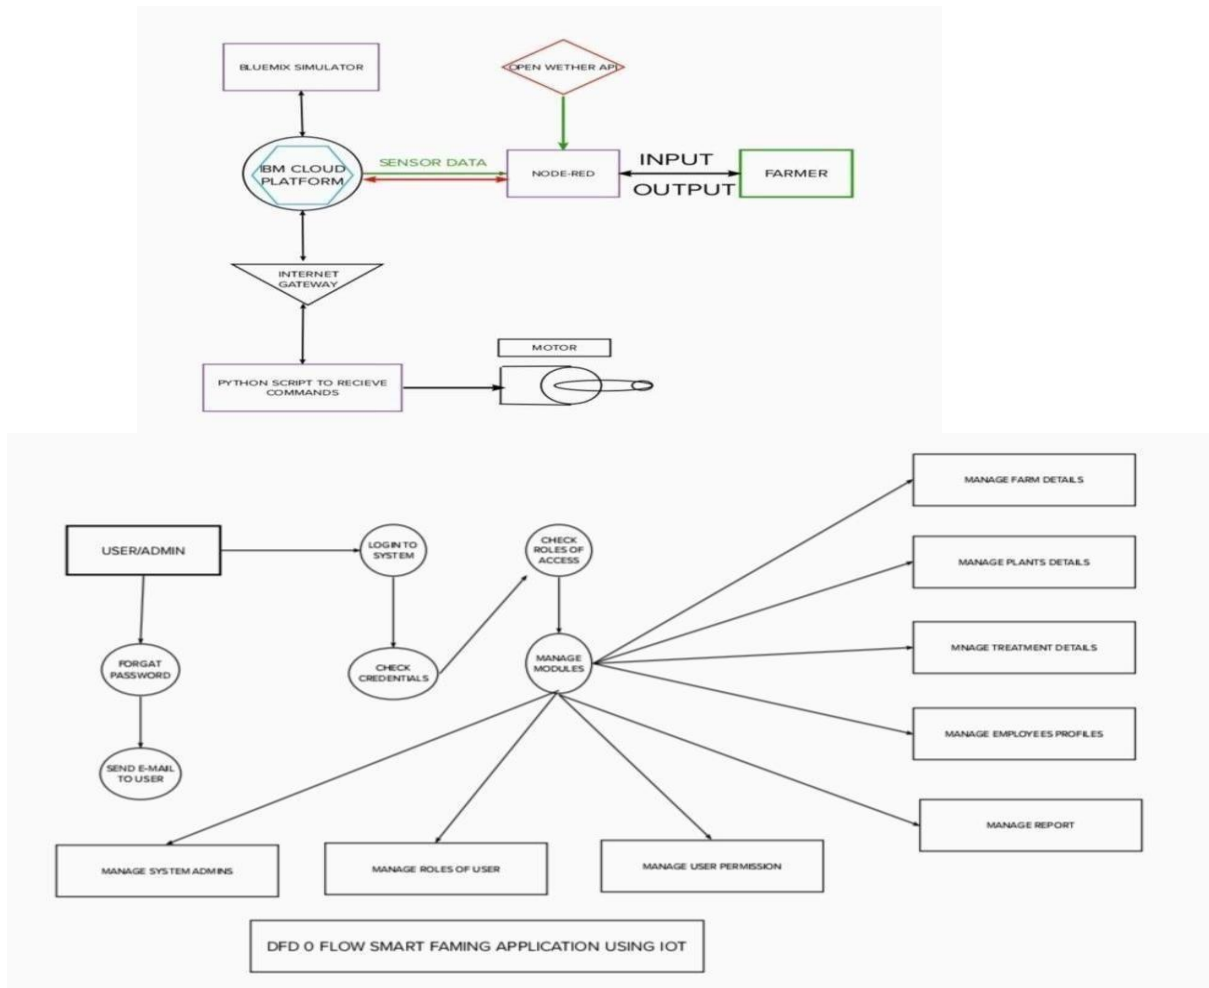 BLUEMIX SIMULATOR
OPEN WETHER API
IBM CLOUD
PLATFORM
SENSOR DATA
NODE-RED
INPUT
OUTPUT
FARMER
INTERNET
GATEWAY
MOTOR
PYTHON SCRIPT TO RECIEVE
COMMANDS
MANAGE FARM DETAILS
USER/ADMIN
LOGIN TO
SYSTEM
CHECK
ROLES OF
ACCESS
MANAGE PLANTS DETAILS
MNAGE TREATMENT DETAILS
FORGAT
PASSWORD
CHECK
CREDENTIALS
MANAGE
MODULES
MANAGE EMPLOYEES PROFILES
SEND E-MAIL
TO USER
MANAGE REPORT
MANAGE SYSTEM ADMINS
MANAGE ROLES OF USER
MANAGE USER PERMISSION
DFD 0 FLOW SMART FAMING APPLICATION USING IOT